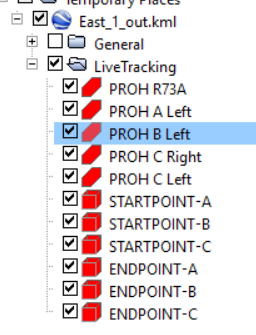 Temporary Places
East_1_out.kml
General
LiveTracking
PROH R73A
PROH A Left
PROH B Left
PROH C Right
PROH C Left
STARTPOINT-A
STARTPOINT-B
STARTPOINT-C
ENDPOINT-A
ENDPOINT-B
ENDPOINT-C